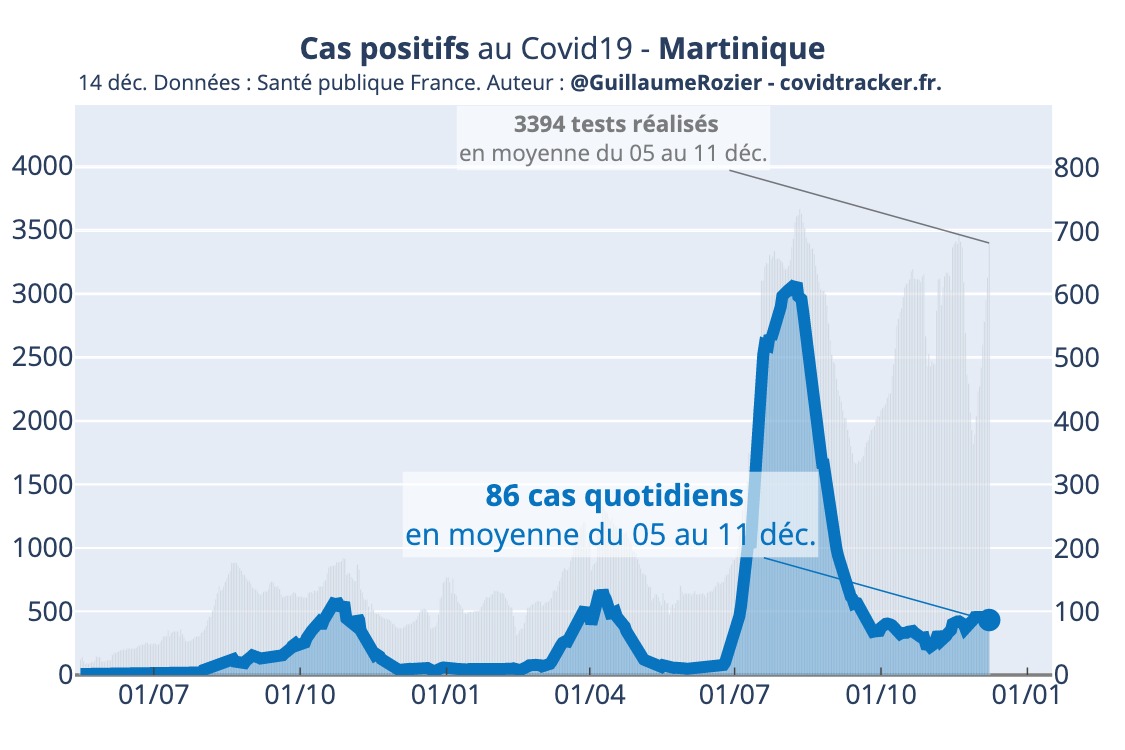 Cas positifs au Covid19 - Martinique
14 déc. Données : Santé publique France. Auteur : @GuillaumeRozier - covidtracker.fr.
3394 tests réalisés
en moyenne du 05 au 11 déc.
4000 800
3500 700
3000 600
2500 500
2000 400
1500 300
86 cas quotidiens
en moyenne du 05 au 11 déc.
1000 200
500 100
0 0
01/07 01/10 01/01 01/04 01/07 01/10 01/01